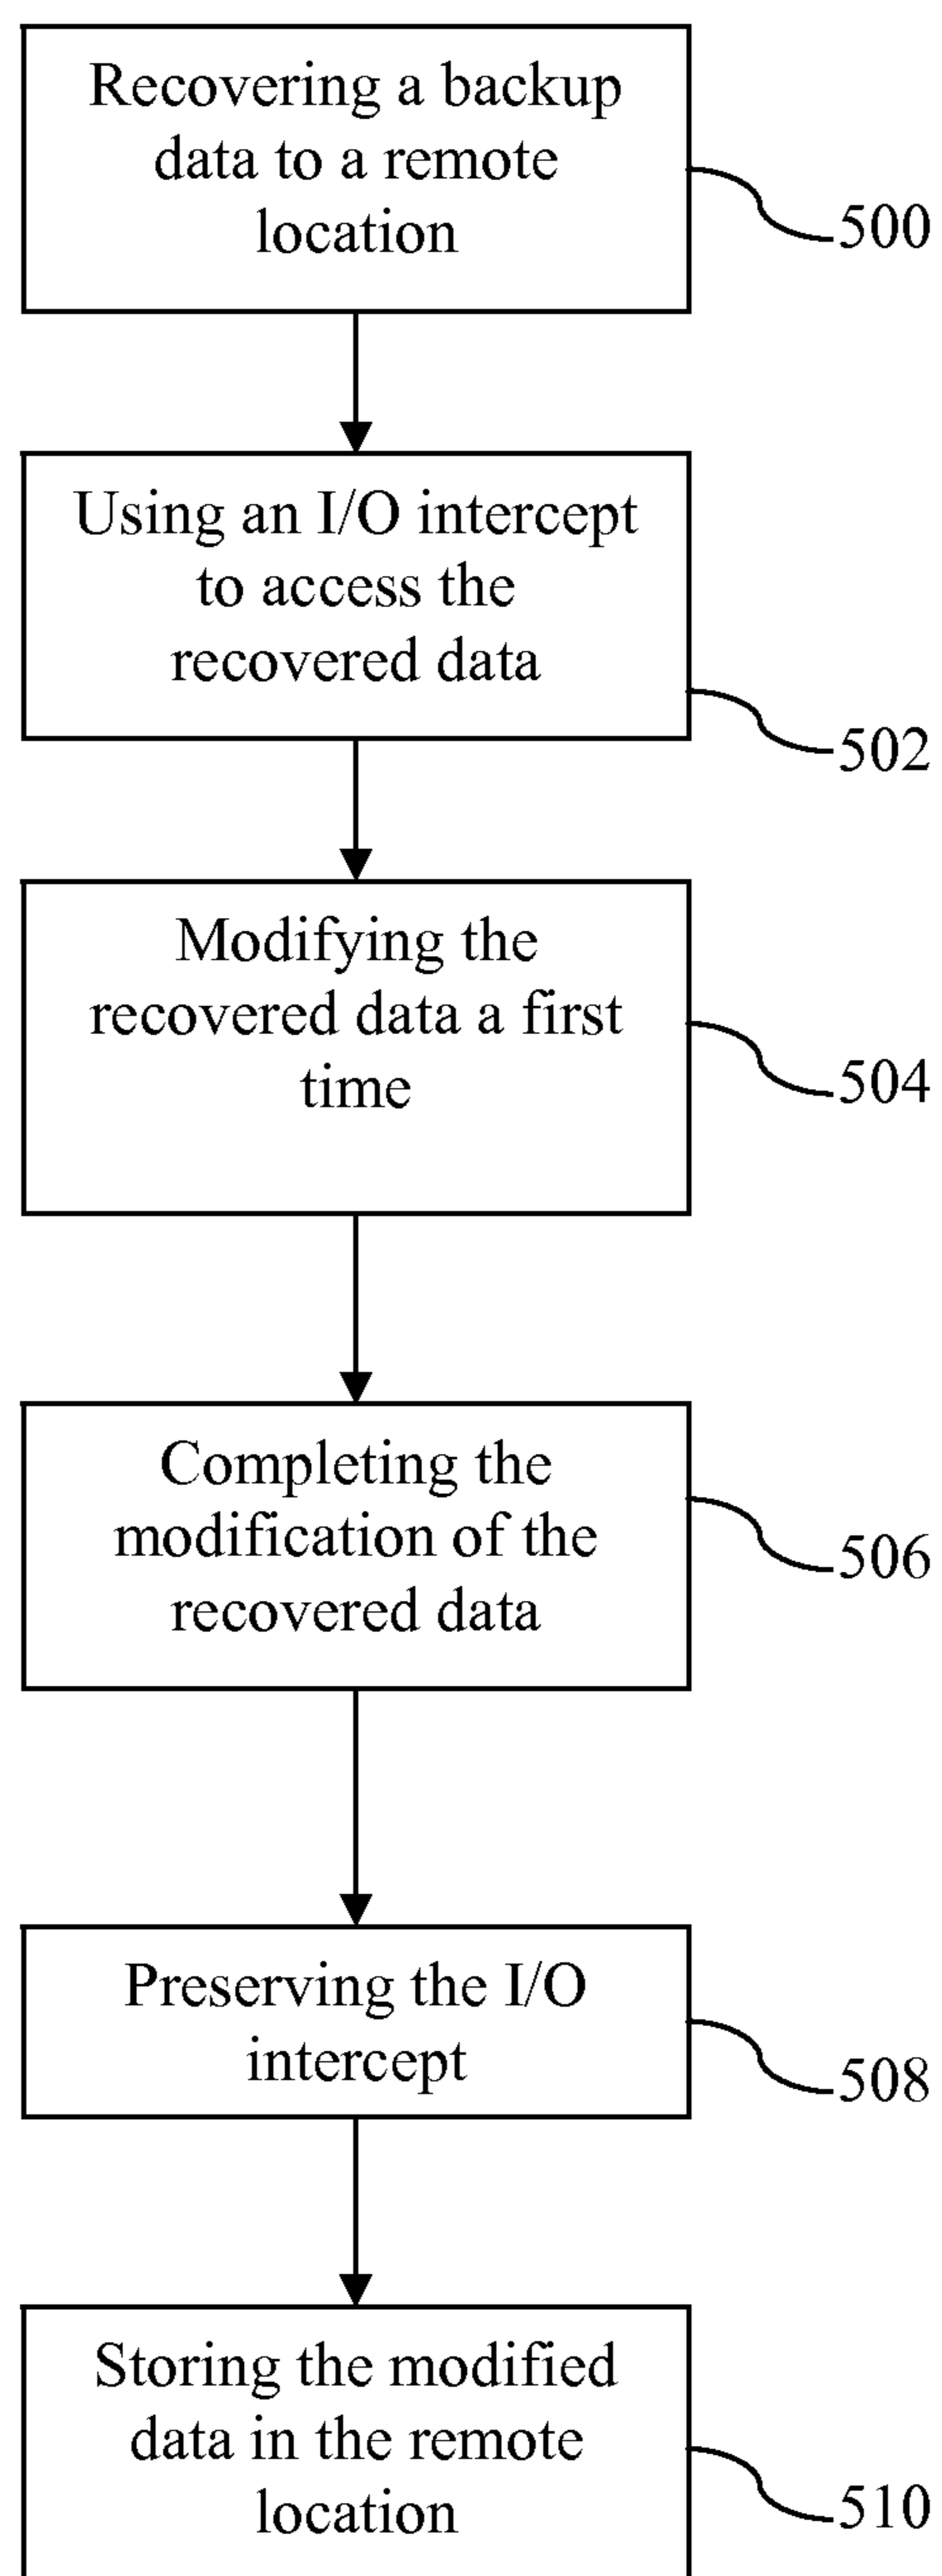 Recovering a backup
data to a remote
location
500
Using an I/O intercept
to access the
recovered data
502
Modifying the
recovered data a first
time
504
Completing the
modification of the
recovered data
506
Preserving the I/O
intercept
508
Storing the modified
data in the remote
location
510